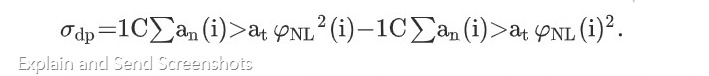 σdp=1C∑an(i)>at φNL²(i)−1C∑an(i)>at φNL(i)².
Explain and Send Screenshots